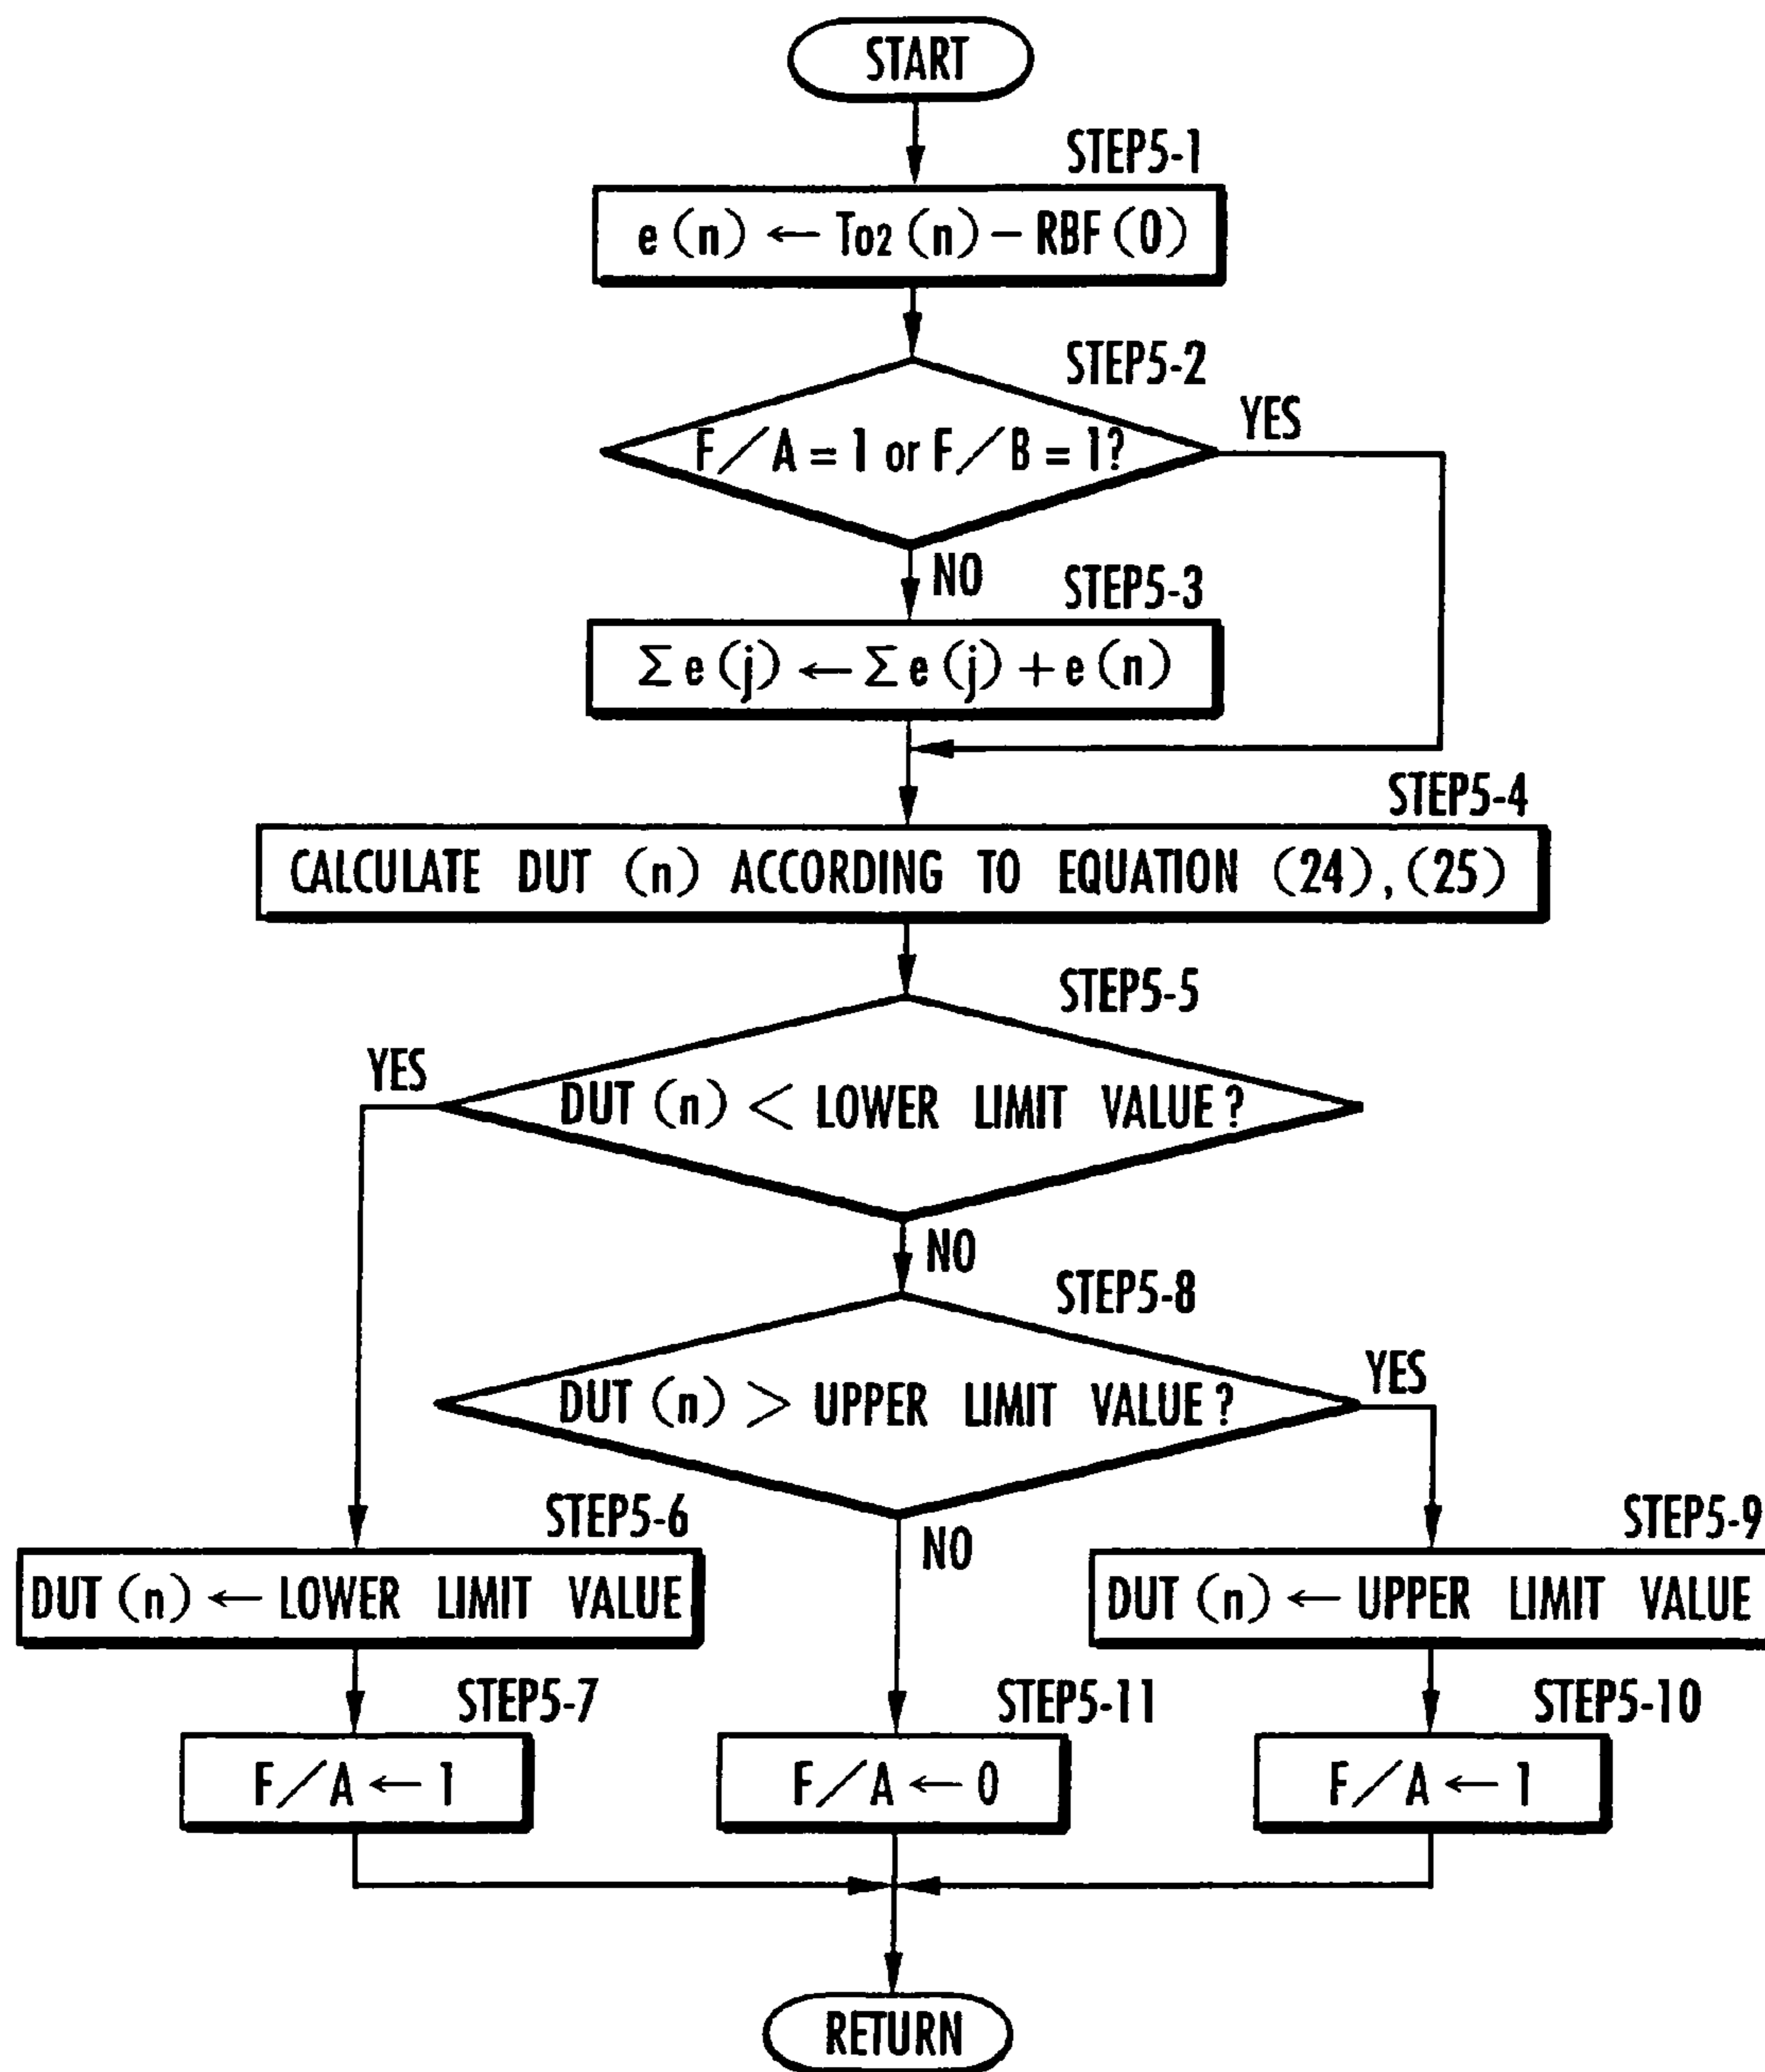 START
STEP5-1
e (n) ← To2 (n) − RBF (0)
STEP5-2
F／A = 1 or F／B = 1?
YES
NO
STEP5-3
Σ e (j) ← Σ e (j) + e (n)
STEP5-4
CALCULATE DUT (n) ACCORDING TO EQUATION (24), (25)
STEP5-5
YES
DUT (n) < LOWER LIMIT VALUE ?
NO
STEP5-8
DUT (n) > UPPER LIMIT VALUE ?
YES
NO
STEP5-6
DUT (n) ← LOWER LIMIT VALUE
STEP5-9
DUT (n) ← UPPER LIMIT VALUE
STEP5-7
F／A ← 1
STEP5-11
F／A ← 0
STEP5-10
F／A ← 1
RETURN